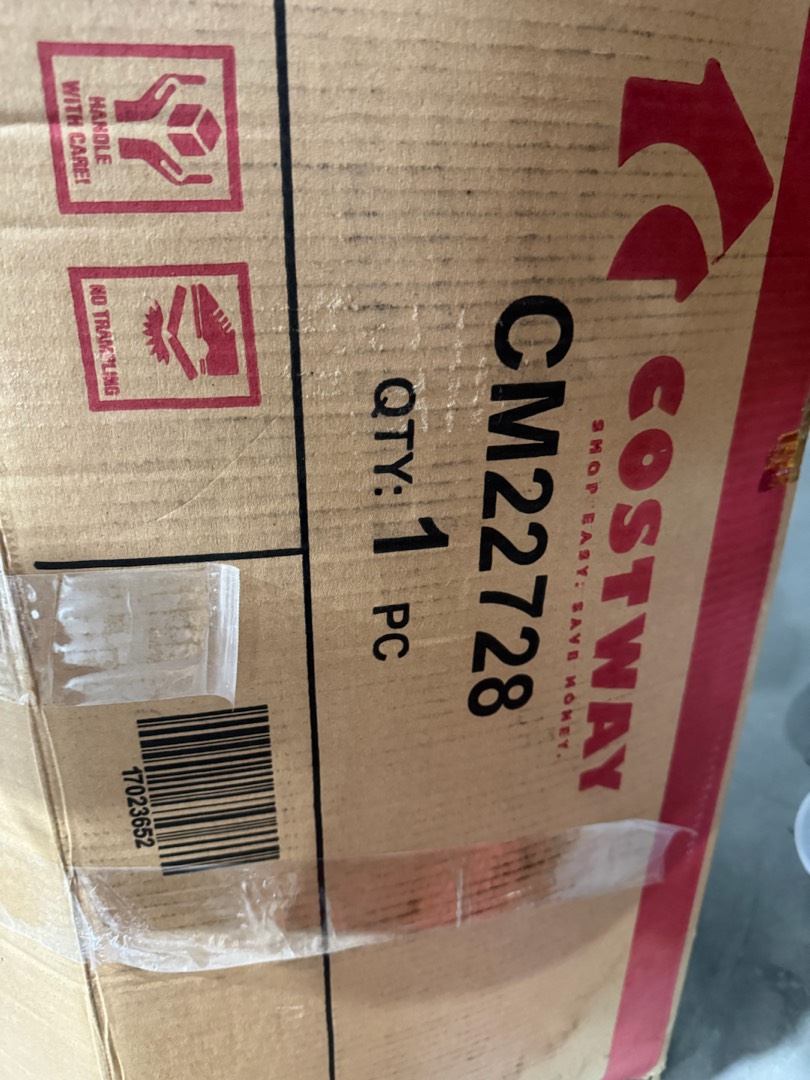 COSTWAY
SHOP EASY. SAVE MONEY.
CM22728
QTY: 1 PC
HANDLE
WITH CARE!
NO TRAMPLING
17023652